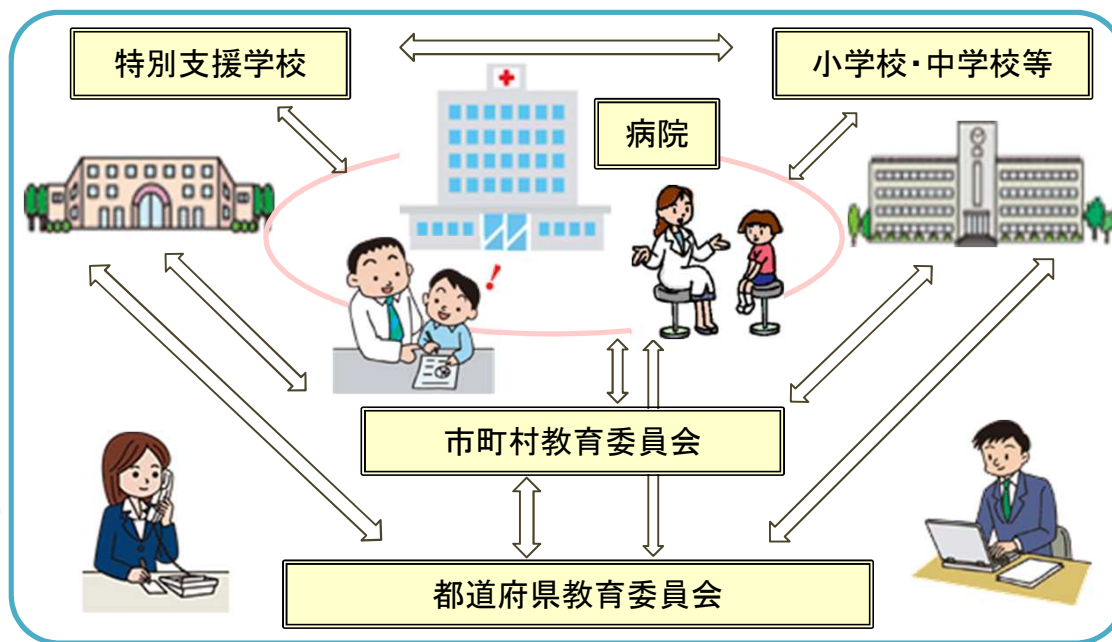 特別支援学校
小学校・中学校等
病院
!
市町村教育委員会
都道府県教育委員会